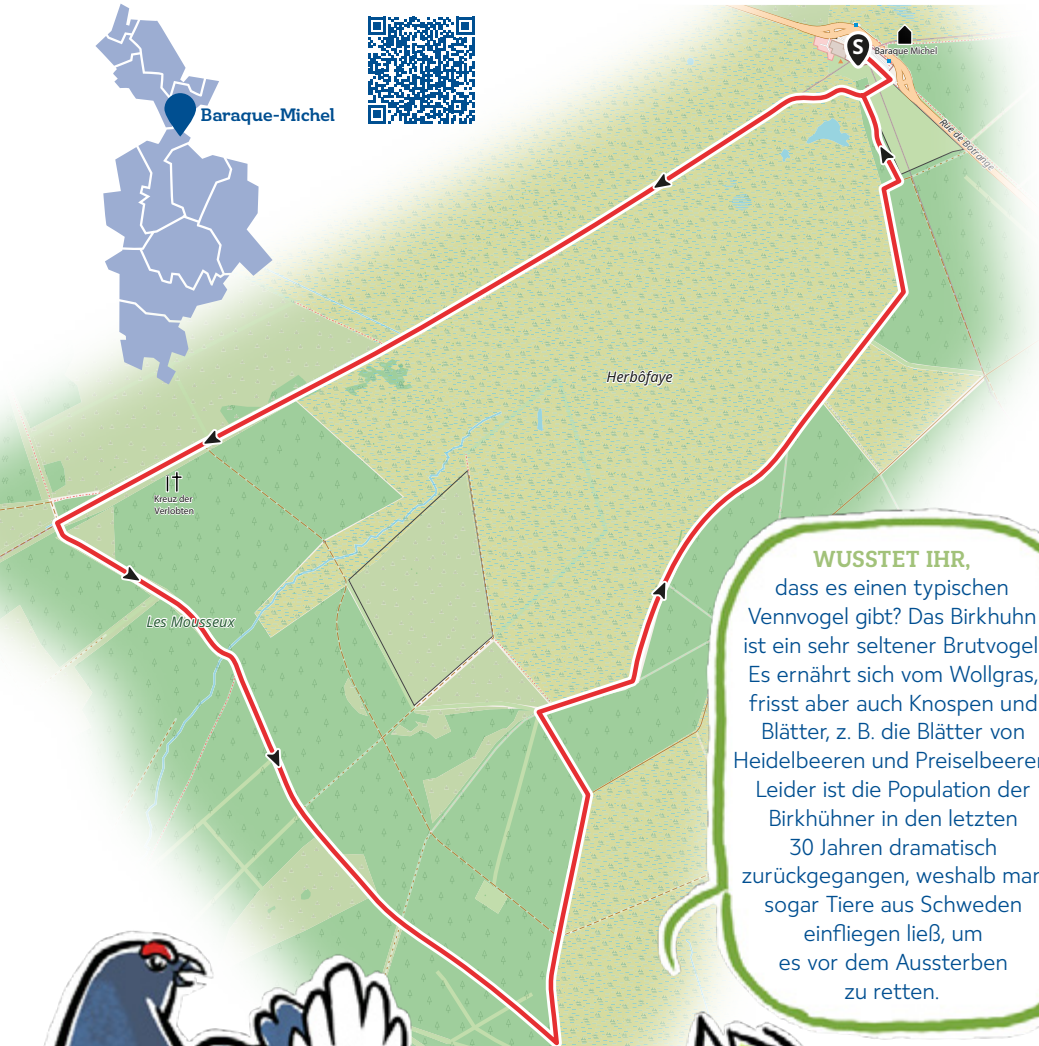 Baraque-Michel
S
Baraque Michel
Rue de Botrange
Herbôfaye
Kreuz der
Verlobten
Les Mousseux
WUSSTET IHR,
dass es einen typischen
Vennvogel gibt? Das Birkhuhn
ist ein sehr seltener Brutvogel
Es ernährt sich vom Wollgras,
frisst aber auch Knospen und
Blätter, z. B. die Blätter von
Heidelbeeren und Preiselbeeren
Leider ist die Population der
Birkhühner in den letzten
30 Jahren dramatisch
zurückgegangen, weshalb man
sogar Tiere aus Schweden
einfliegen ließ, um
es vor dem Aussterben
zu retten.